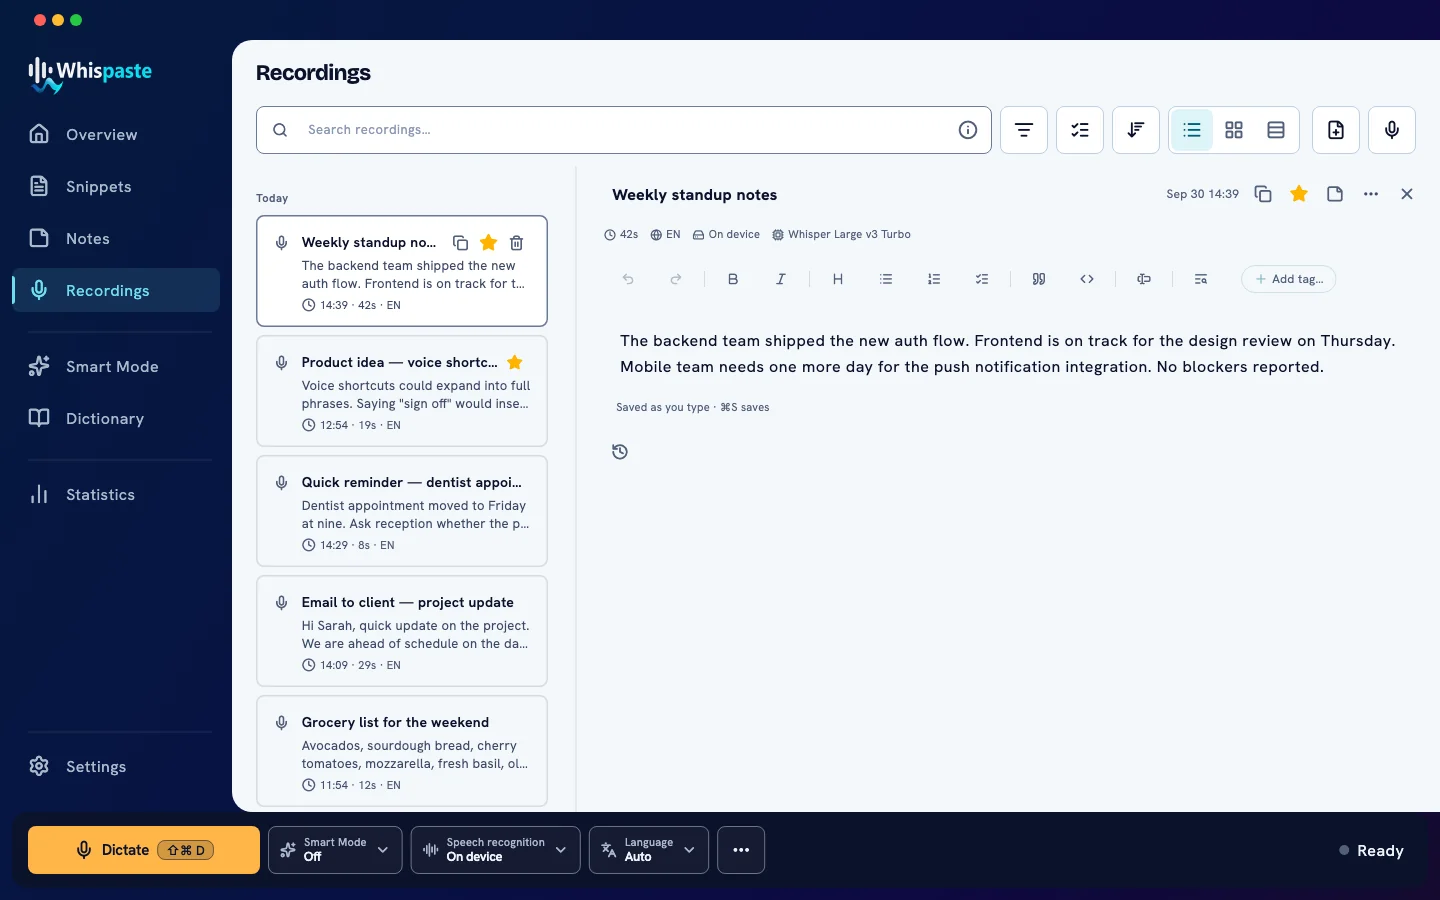 Whispaste
Overview
Snippets
Notes
Recordings
Smart Mode
Dictionary
Statistics
Settings
Recordings
Search recordings...
Today
Weekly standup no...
The backend team shipped the new
auth flow. Frontend is on track for t...
14:39 · 42s · EN
Product idea — voice shortc...
Voice shortcuts could expand into full
phrases. Saying "sign off" would inse...
12:54 · 19s · EN
Quick reminder — dentist appoi...
Dentist appointment moved to Friday
at nine. Ask reception whether the p...
14:29 · 8s · EN
Email to client — project update
Hi Sarah, quick update on the project.
We are ahead of schedule on the da...
14:09 · 29s · EN
Grocery list for the weekend
Avocados, sourdough bread, cherry
tomatoes, mozzarella, fresh basil, ol...
11:54 · 12s · EN
Weekly standup notes
Sep 30 14:39
42s EN On device Whisper Large v3 Turbo
B I H Add tag...
The backend team shipped the new auth flow. Frontend is on track for the design review on Thursday.
Mobile team needs one more day for the push notification integration. No blockers reported.
Saved as you type · ⌘S saves
Dictate ⇧⌘ D
Smart Mode
Off
Speech recognition
On device
Language
Auto
Ready